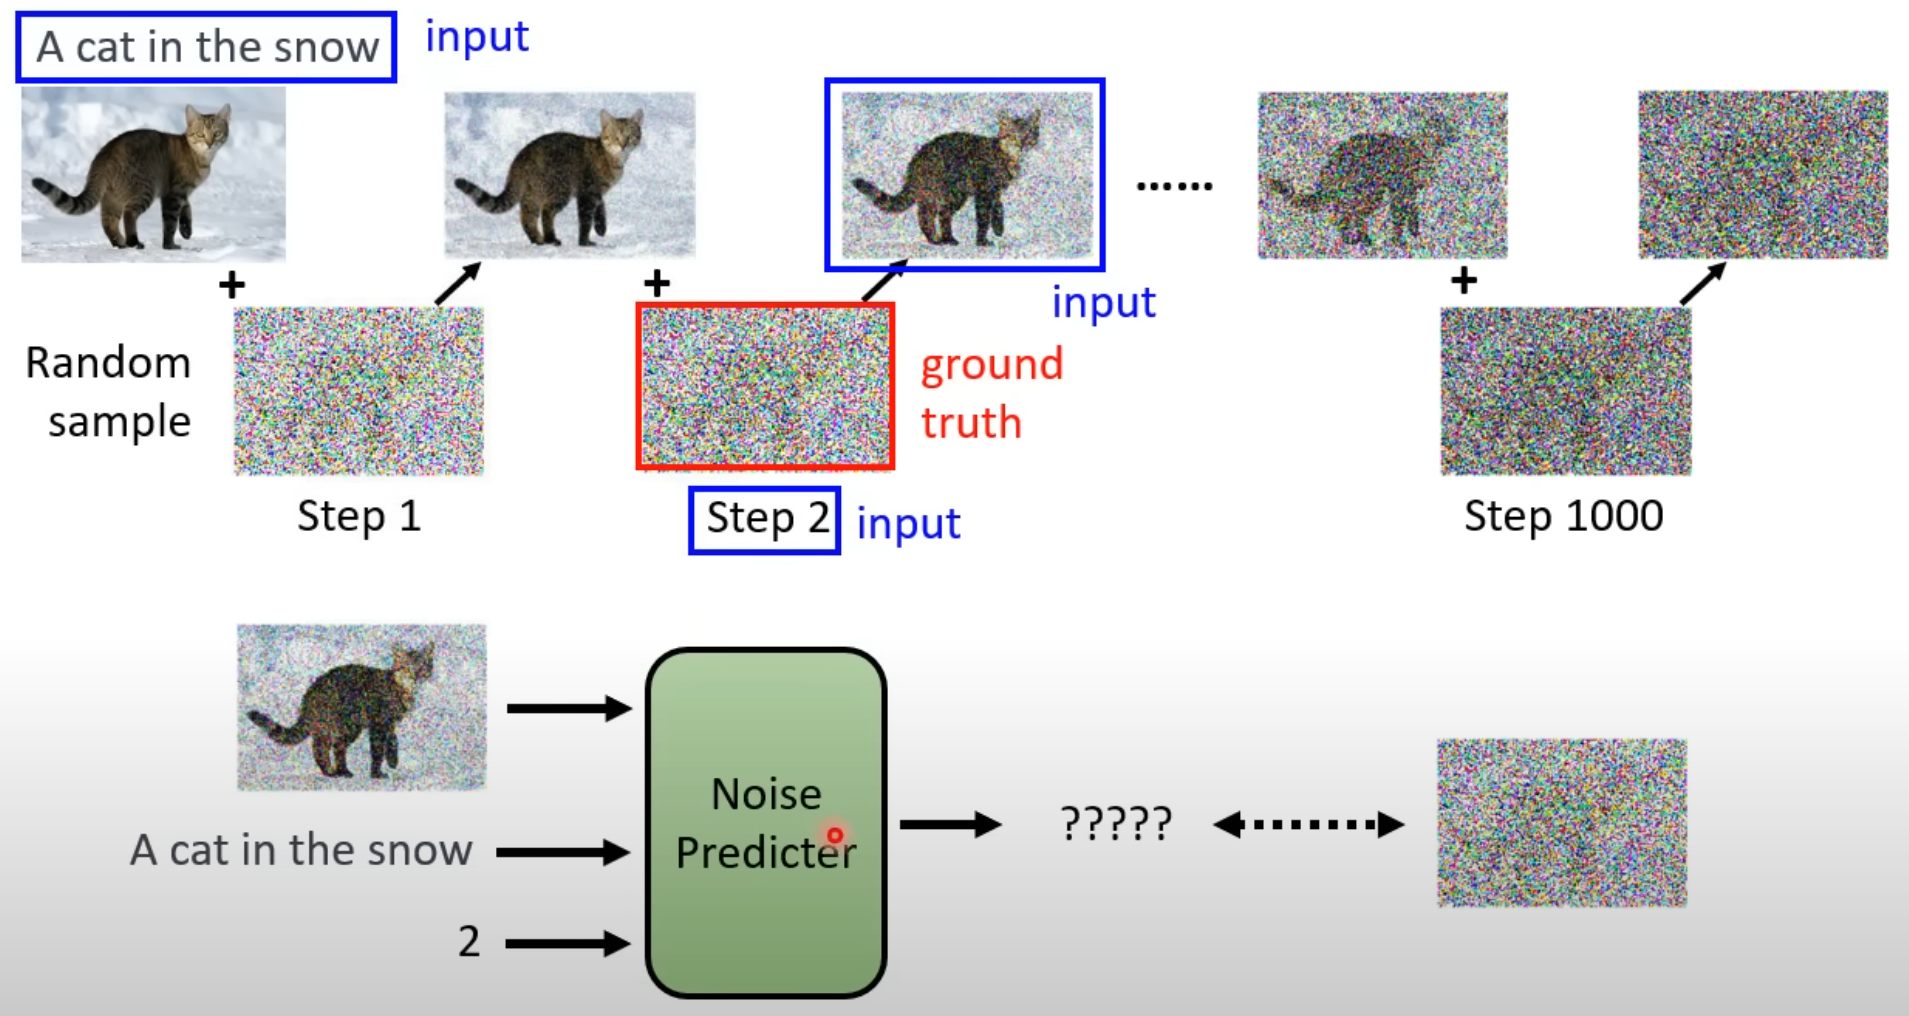 A cat in the snow
input
……
input
Random
sample
ground
truth
Step 1
Step 2
input
Step 1000
Noise
Predicter
A cat in the snow
2
?????